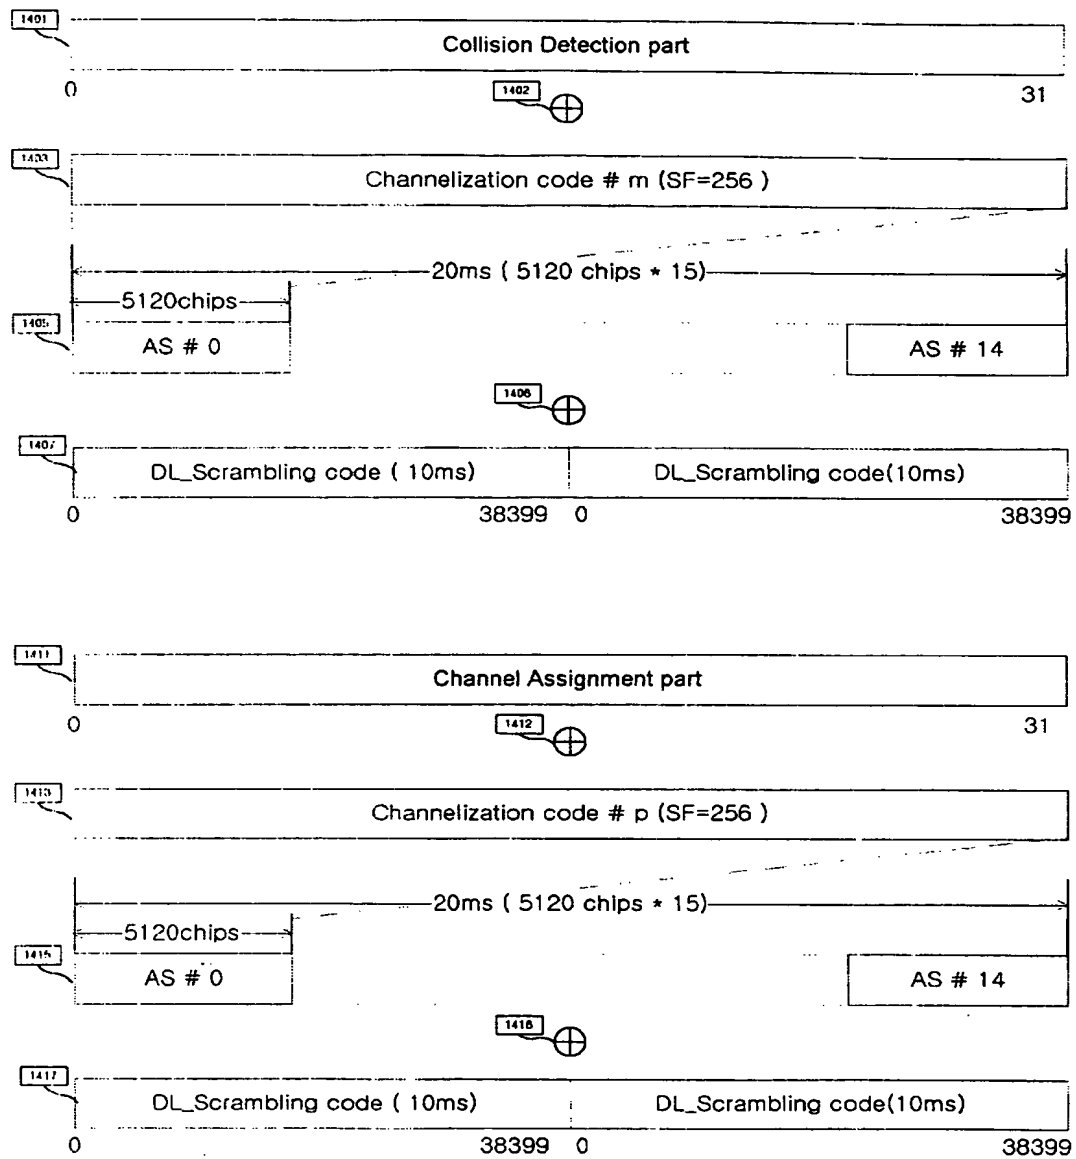 1401
Collision Detection part
0
1402
31
1403
Channelization code # m (SF=256 )
20ms ( 5120 chips * 15)
5120chips
1405
AS # 0
AS # 14
1406
1407
DL_Scrambling code ( 10ms)
DL_Scrambling code(10ms)
0
38399
0
38399
1411
Channel Assignment part
0
1412
31
1413
Channelization code # p (SF=256 )
20ms ( 5120 chips * 15)
5120chips
1415
AS # 0
AS # 14
1416
1417
DL_Scrambling code ( 10ms)
DL_Scrambling code(10ms)
0
38399
0
38399